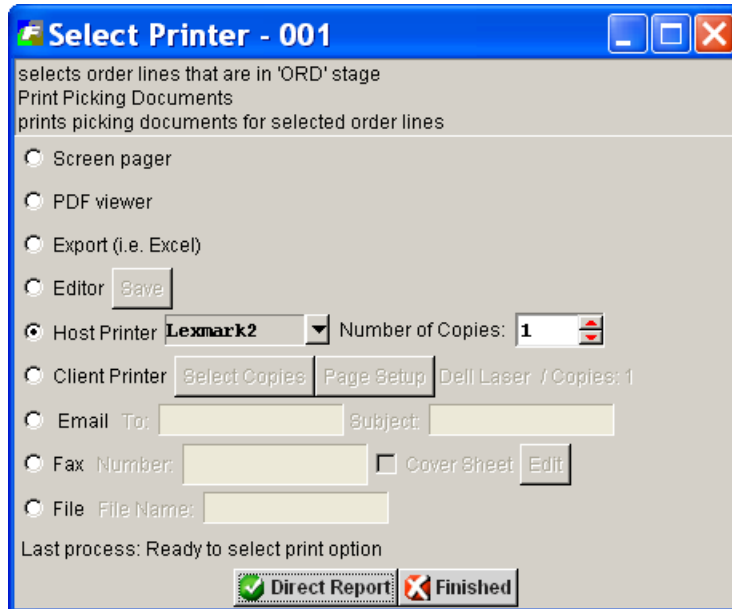 Select Printer - 001
selects order lines that are in 'ORD' stage
Print Picking Documents
prints picking documents for selected order lines
Screen pager
PDF viewer
Export (i.e. Excel)
Editor Save
Host Printer Lexmark2 Number of Copies: 1
Client Printer Select Copies Page Setup Dell Laser / Copies: 1
Email To: Subject:
Fax Number: Cover Sheet Edit
File File Name:
Last process: Ready to select print option
Direct Report Finished